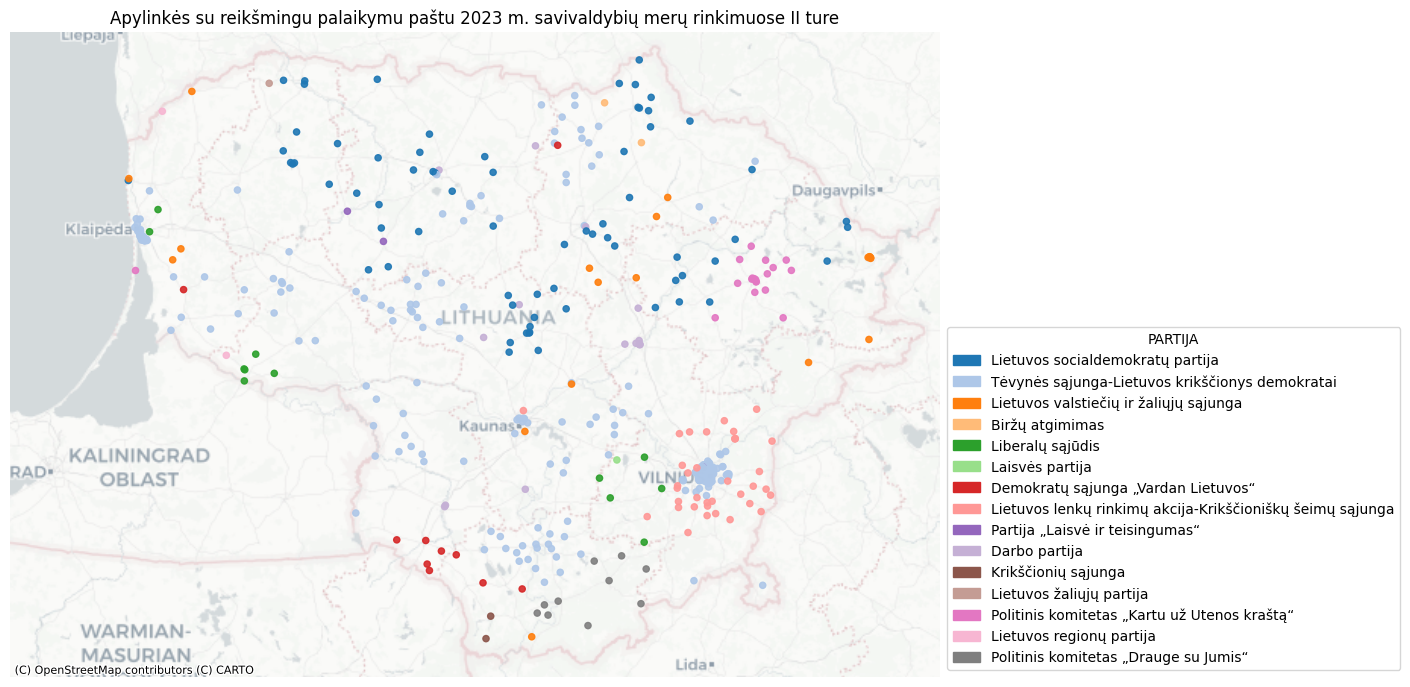 Apylinkės su reikšmingu palaikymu paštu 2023 m. savivaldybių merų rinkimuose II ture
Liepaja
Daugavpils
Klaipėda
LITHUANIA
Kaunas
KALININGRAD
OBLAST
RAD
VILNIU
WARMIAN-
MASURIAN
Lida
(C) OpenStreetMap contributors (C) CARTO
PARTIJA
Lietuvos socialdemokratų partija
Tėvynės sąjunga-Lietuvos krikščionys demokratai
Lietuvos valstiečių ir žaliųjų sąjunga
Biržų atgimimas
Liberalų sąjūdis
Laisvės partija
Demokratų sąjunga „Vardan Lietuvos“
Lietuvos lenkų rinkimų akcija-Krikščioniškų šeimų sąjunga
Partija „Laisvė ir teisingumas“
Darbo partija
Krikščionių sąjunga
Lietuvos žaliųjų partija
Politinis komitetas „Kartu už Utenos kraštą“
Lietuvos regionų partija
Politinis komitetas „Drauge su Jumis“